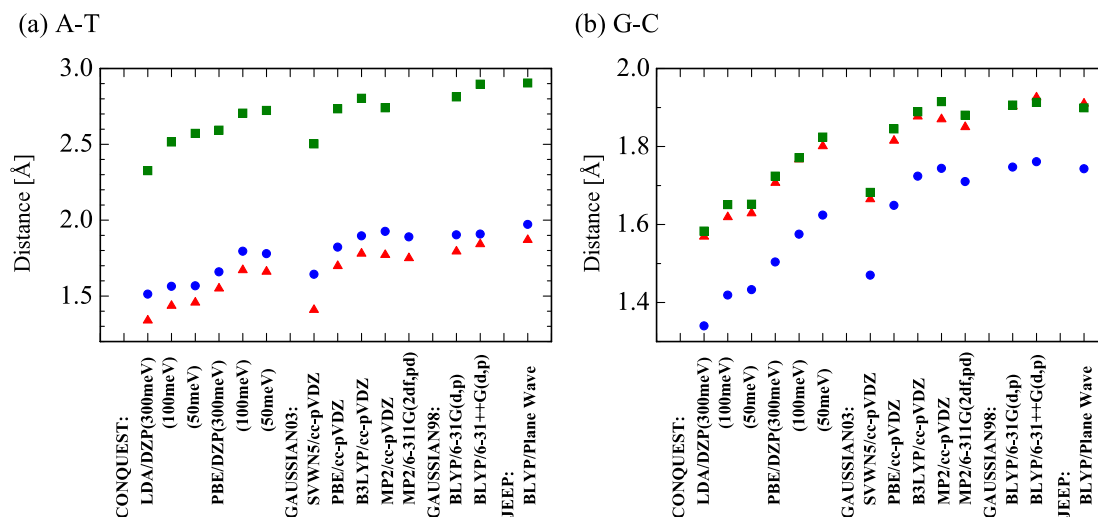 (a) A-T
(b) G-C
Distance [Å]
3.0
2.5
2.0
1.5
CONQUEST:
LDA/DZP(300meV)
(100meV)
(50meV)
PBE/DZP(300meV)
(100meV)
(50meV)
GAUSSIAN03:
SVWN5/cc-pVDZ
PBE/cc-pVDZ
B3LYP/cc-pVDZ
MP2/cc-pVDZ
MP2/6-311G(2df,pd)
GAUSSIAN98:
BLYP/6-31G(d,p)
BLYP/6-31++G(d,p)
JEEP:
BLYP/Plane Wave
Distance [Å]
2.0
1.8
1.6
1.4
CONQUEST:
LDA/DZP(300meV)
(100meV)
(50meV)
PBE/DZP(300meV)
(100meV)
(50meV)
GAUSSIAN03:
SVWN5/cc-pVDZ
PBE/cc-pVDZ
B3LYP/cc-pVDZ
MP2/cc-pVDZ
MP2/6-311G(2df,pd)
GAUSSIAN98:
BLYP/6-31G(d,p)
BLYP/6-31++G(d,p)
JEEP:
BLYP/Plane Wave